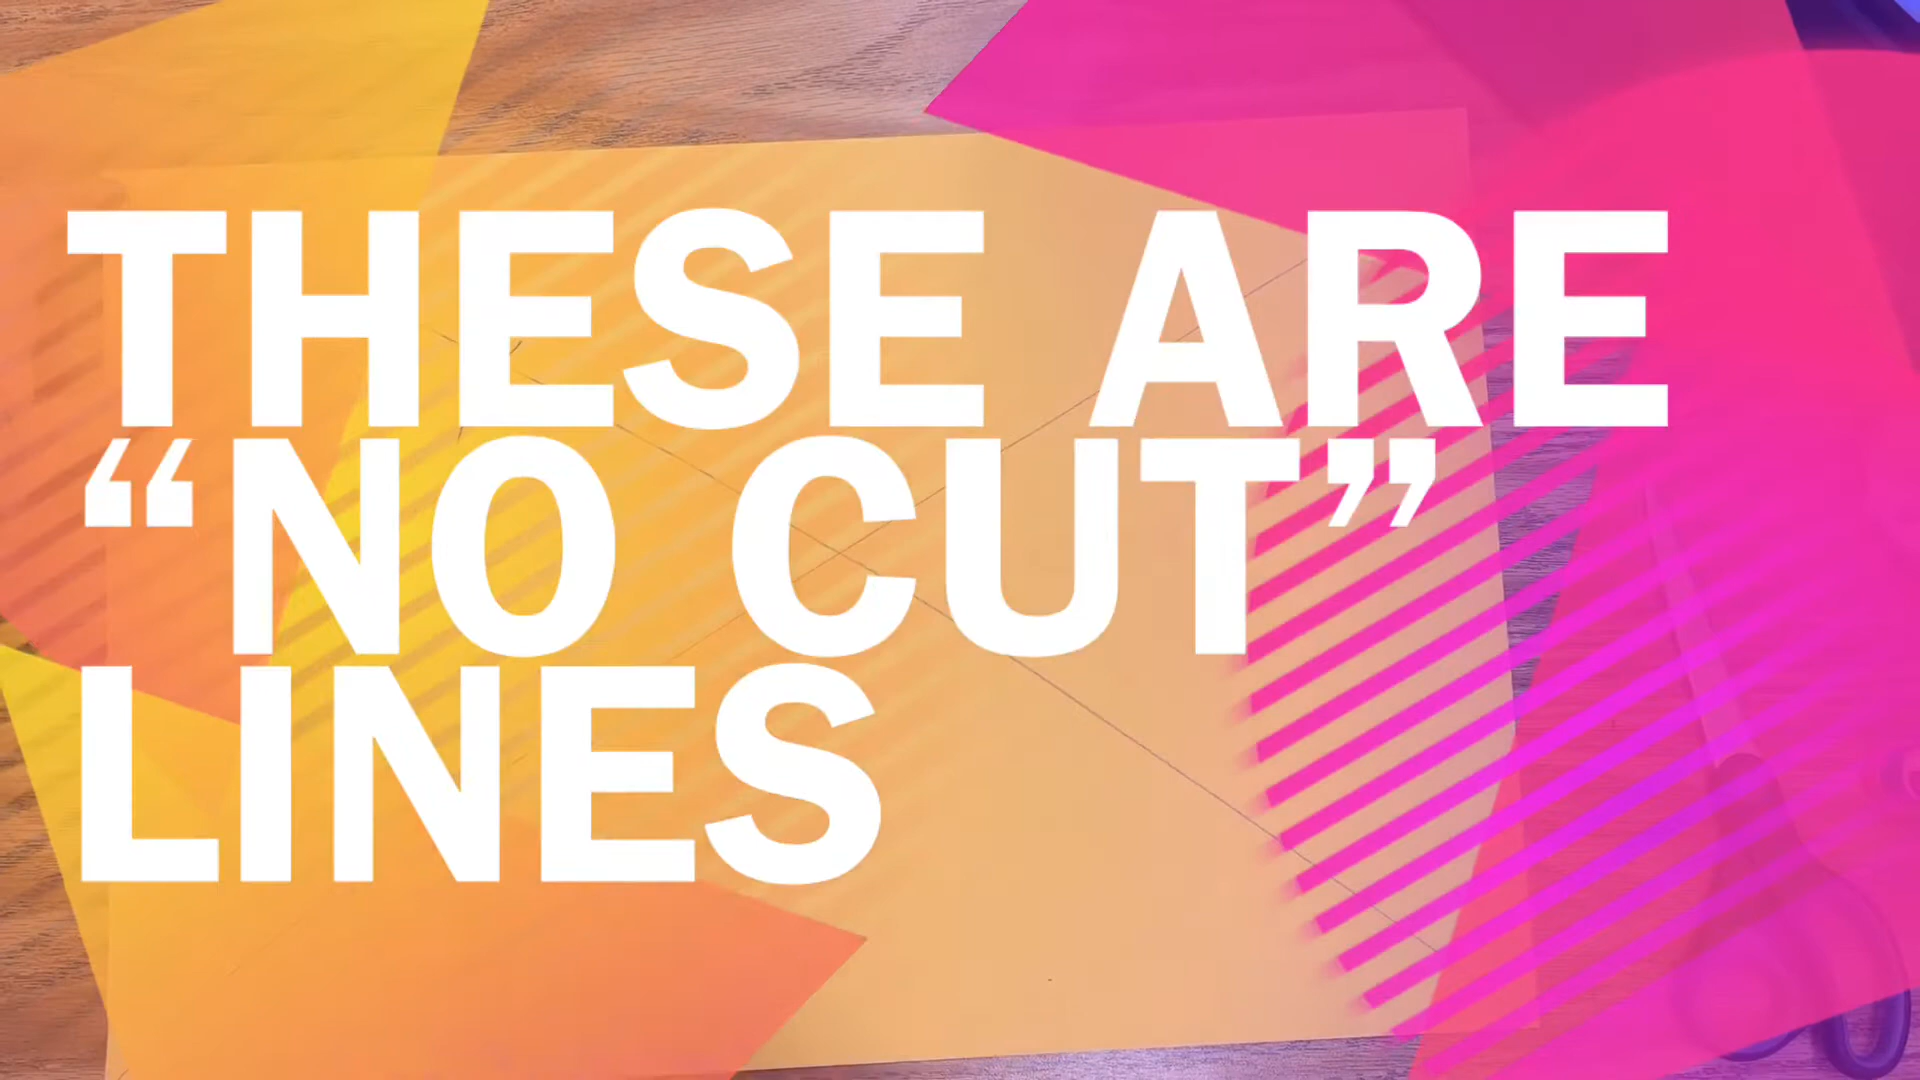 THESE ARE
“NO CUT”
LINES